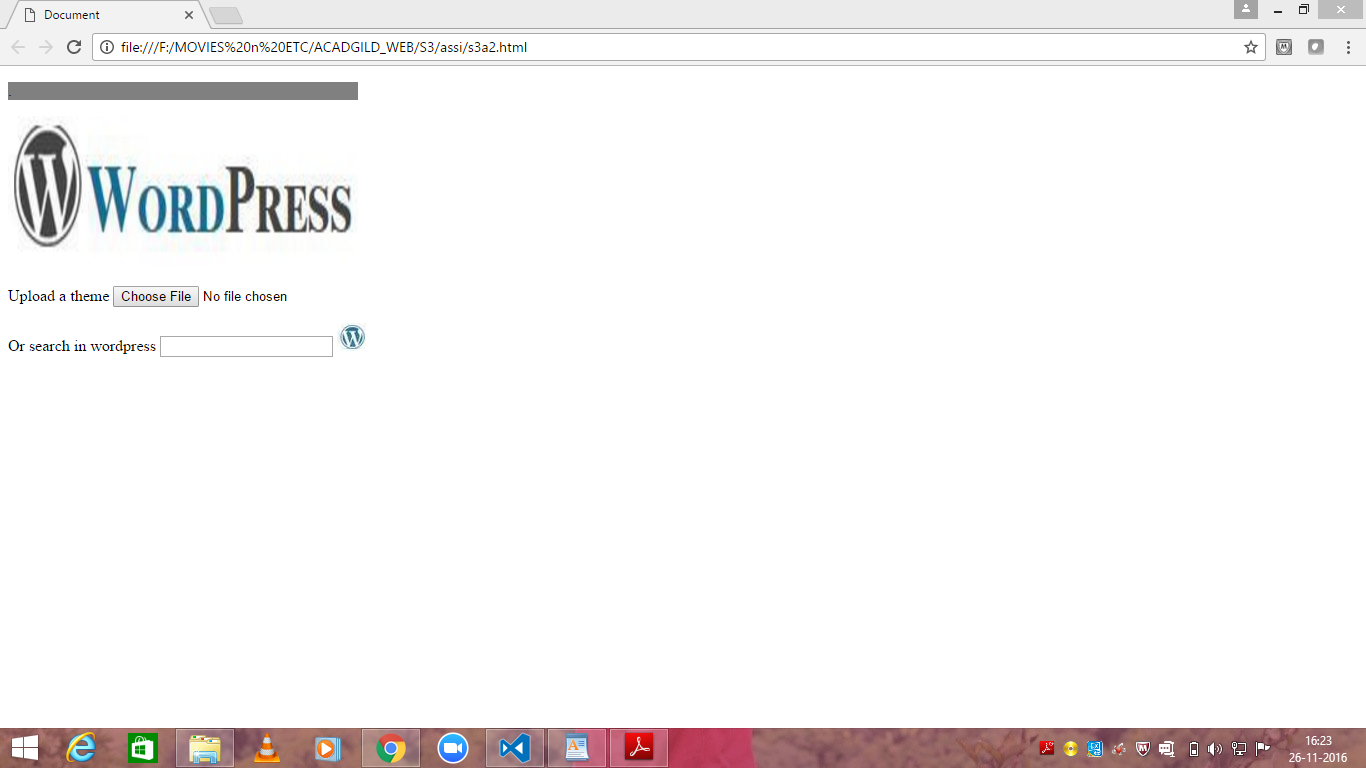 Document
file:///F:/MOVIES%20n%20ETC/ACADGILD_WEB/S3/assi/s3a2.html
.
W WORDPRESS
Upload a theme Choose File No file chosen
Or search in wordpress W
16:23
26-11-2016